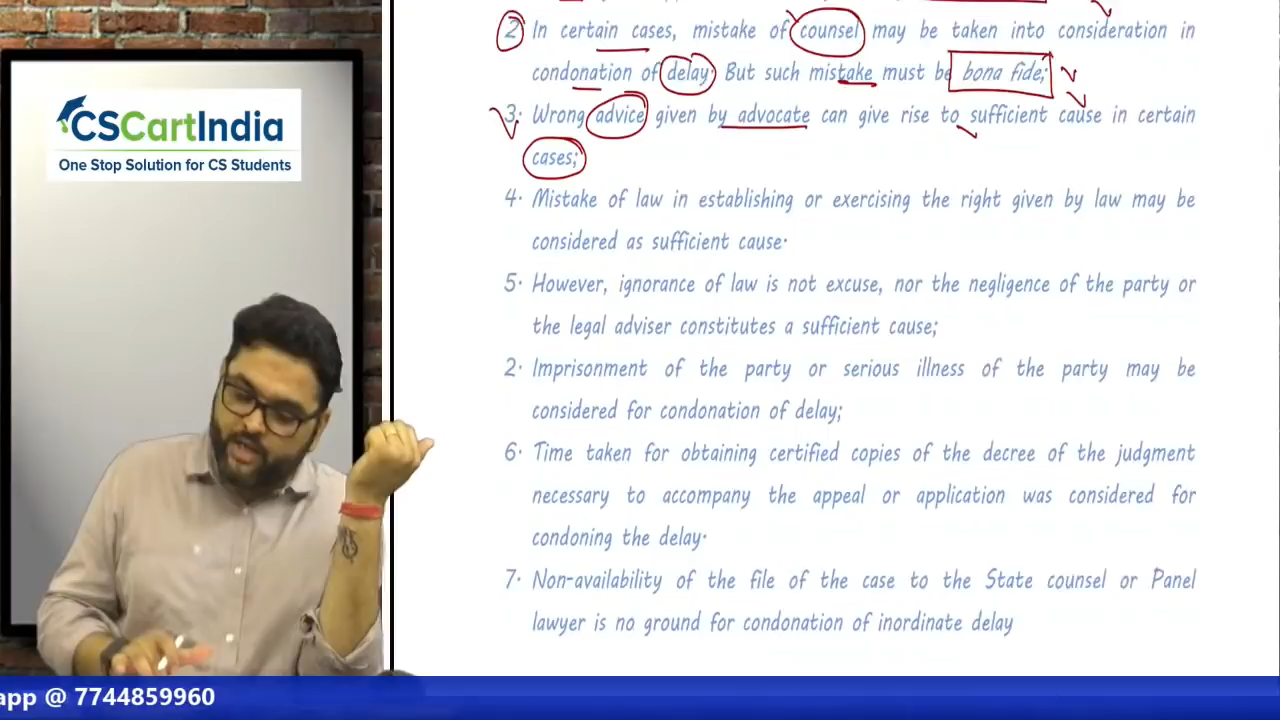 CSCartIndia
One Stop Solution for CS Students
2. In certain cases, mistake of counsel may be taken into consideration in
condonation of delay. But such mistake must be bona fide;
3. Wrong advice given by advocate can give rise to sufficient cause in certain
cases;
4. Mistake of law in establishing or exercising the right given by law may be
considered as sufficient cause.
5. However, ignorance of law is not excuse, nor the negligence of the party or
the legal adviser constitutes a sufficient cause;
2. Imprisonment of the party or serious illness of the party may be
considered for condonation of delay;
6. Time taken for obtaining certified copies of the decree of the judgment
necessary to accompany the appeal or application was considered for
condoning the delay.
7. Non-availability of the file of the case to the State counsel or Panel
lawyer is no ground for condonation of inordinate delay
app @ 7744859960